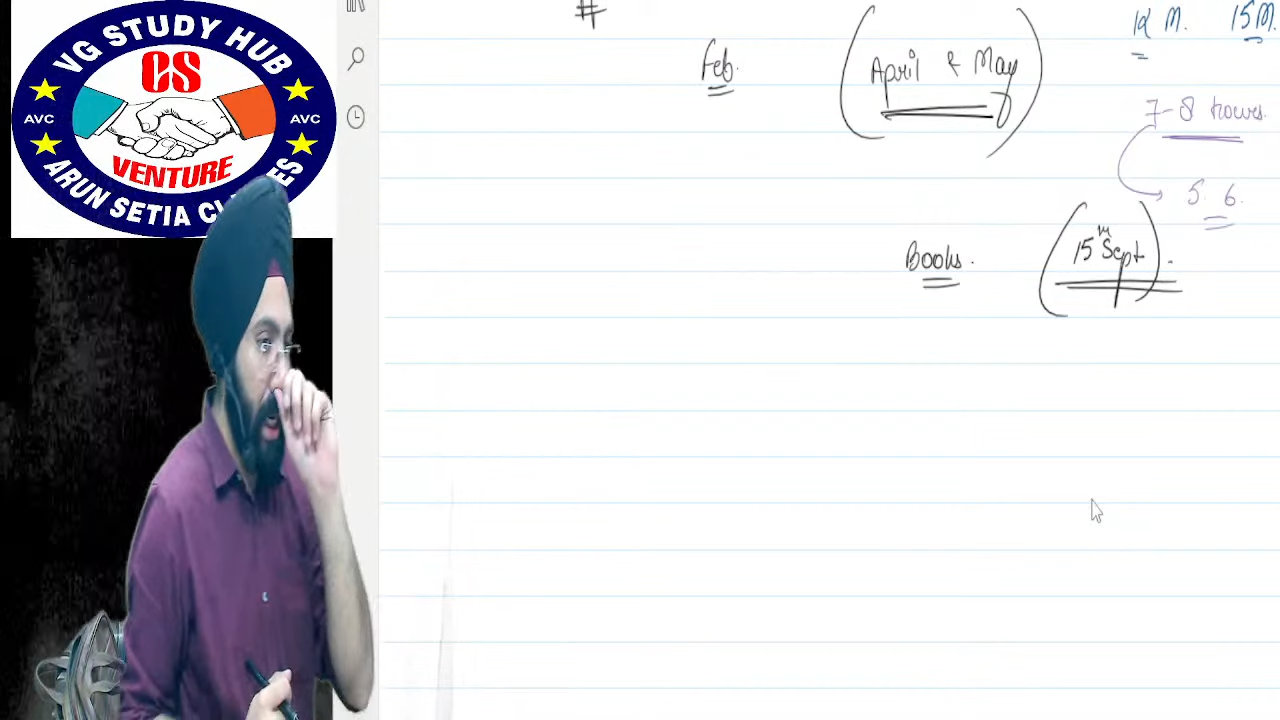 VG STUDY HUB
CS
AVC
AVC
VENTURE
ARUN SETIA
#
M. 15M.
Feb.
(April & May)
7-8 hours.
5. 6.
Books.
(15th Sept).